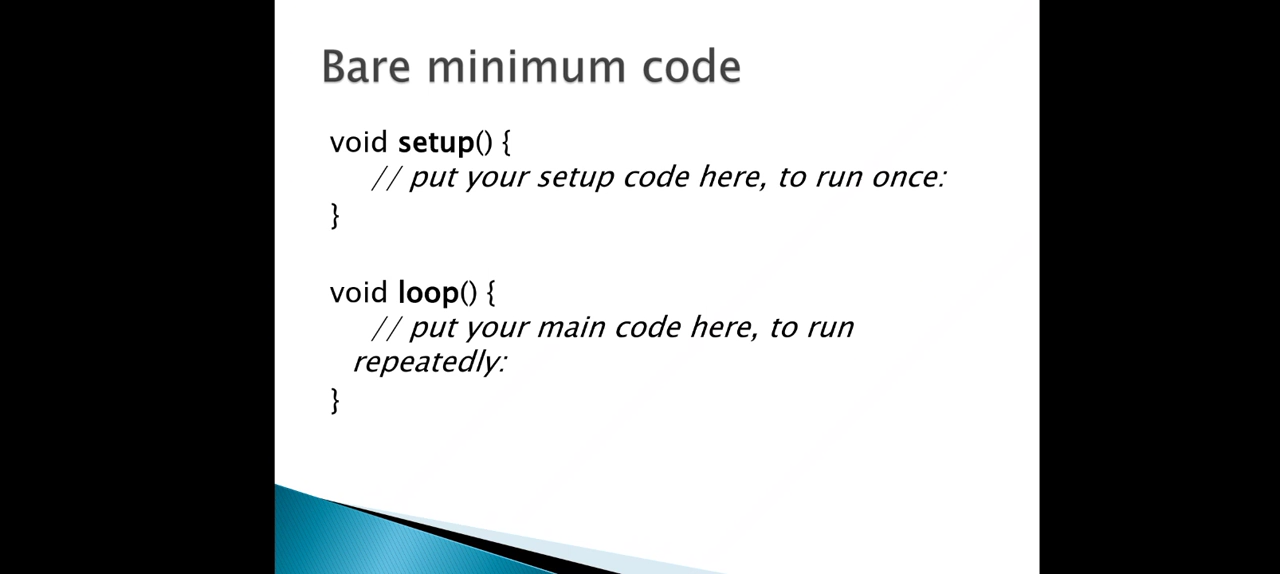 Bare minimum code
void setup() {
// put your setup code here, to run once:
}
void loop() {
// put your main code here, to run
repeatedly:
}